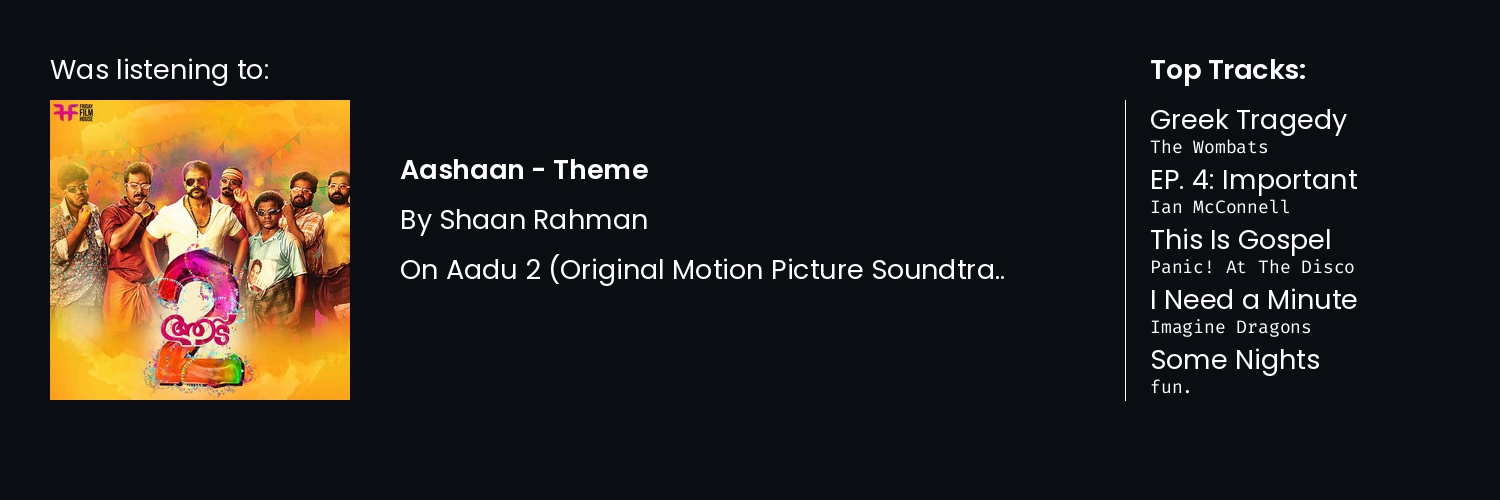 Was listening to:
FRIDAY
FILM
HOUSE
ആട്
2
Aashaan - Theme
By Shaan Rahman
On Aadu 2 (Original Motion Picture Soundtra..
Top Tracks:
Greek Tragedy
The Wombats
EP. 4: Important
Ian McConnell
This Is Gospel
Panic! At The Disco
I Need a Minute
Imagine Dragons
Some Nights
fun.